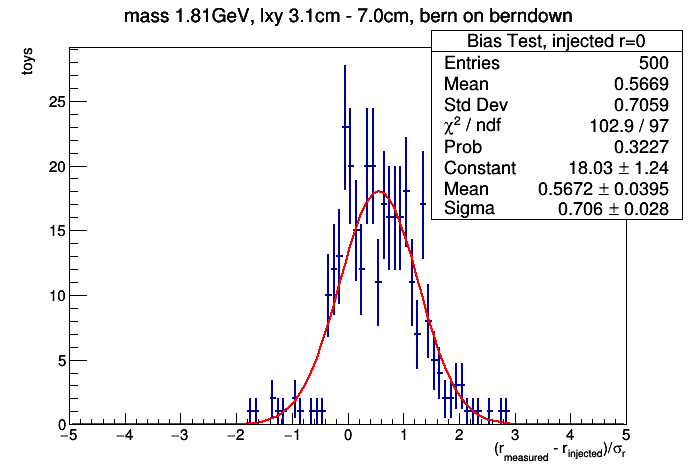 mass 1.81GeV, lxy 3.1cm - 7.0cm, bern on berndown
toys
Bias Test, injected r=0
Entries 500
Mean 0.5669
Std Dev 0.7059
χ² / ndf 102.9 / 97
Prob 0.3227
Constant 18.03 ± 1.24
Mean 0.5672 ± 0.0395
Sigma 0.706 ± 0.028
25
20
15
10
5
0
−5 −4 −3 −2 −1 0 1 2 3 4 5
(r_measured - r_injected)/σ_r